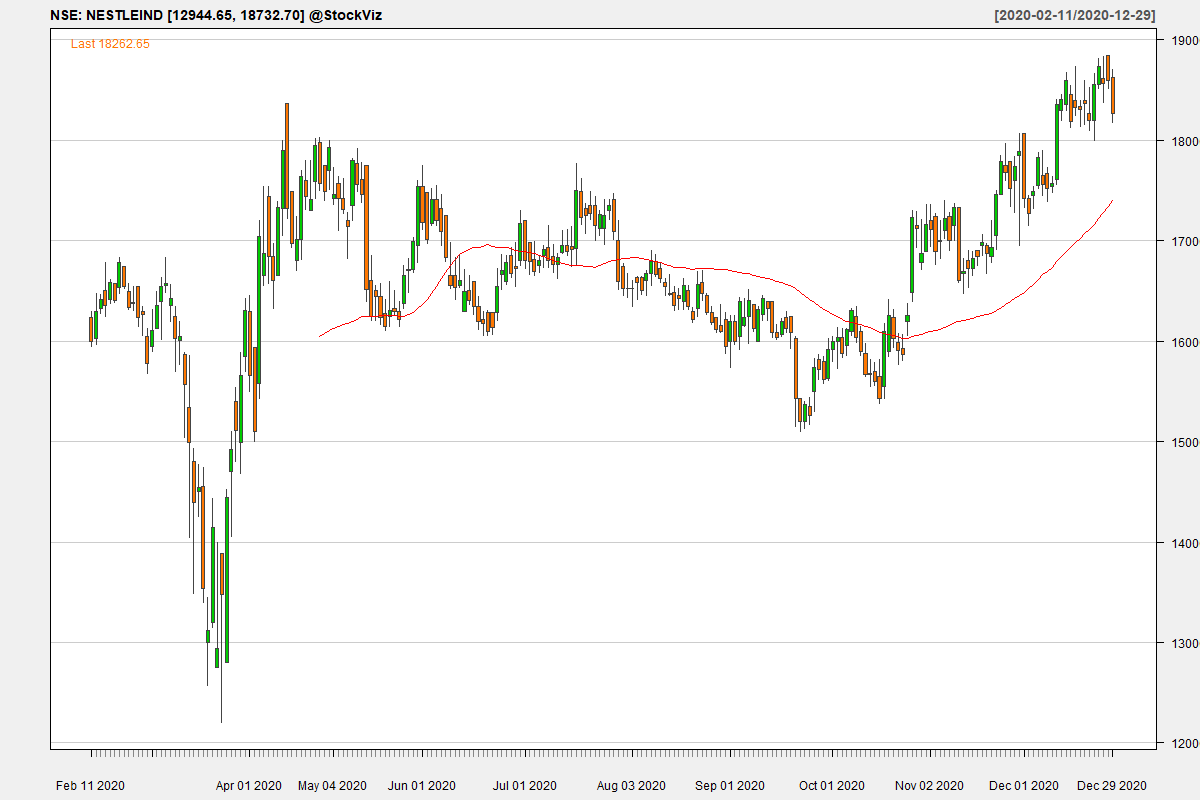 NSE: NESTLEIND [12944.65, 18732.70] @StockViz
[2020-02-11/2020-12-29]
Last 18262.65
1900
1800
1700
1600
1500
1400
1300
1200
Feb 11 2020
Apr 01 2020
May 04 2020
Jun 01 2020
Jul 01 2020
Aug 03 2020
Sep 01 2020
Oct 01 2020
Nov 02 2020
Dec 01 2020
Dec 29 2020